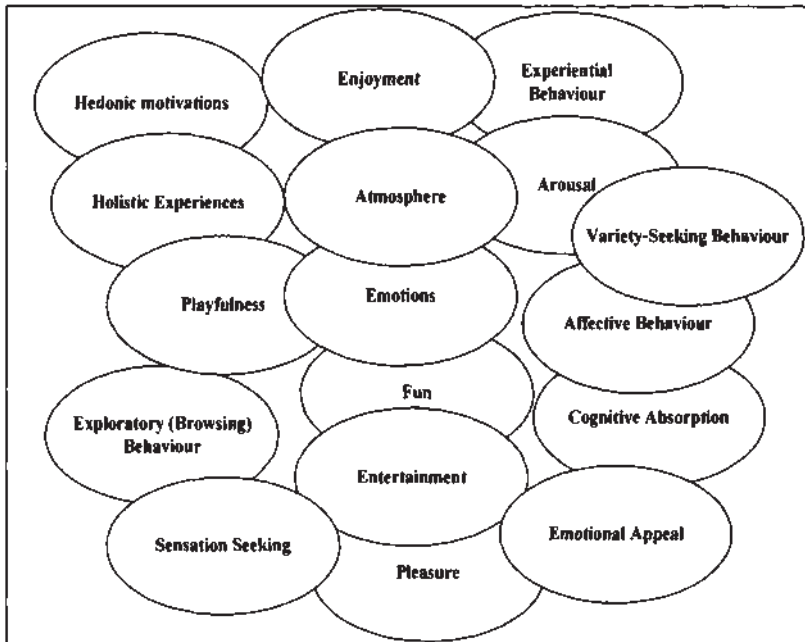 Hedonic motivations
Enjoyment
Experiential
Behaviour
Holistic Experiences
Atmosphere
Arousal
Variety-Seeking Behaviour
Playfulness
Emotions
Affective Behaviour
Fun
Exploratory (Browsing)
Behaviour
Cognitive Absorption
Entertainment
Sensation Seeking
Emotional Appeal
Pleasure